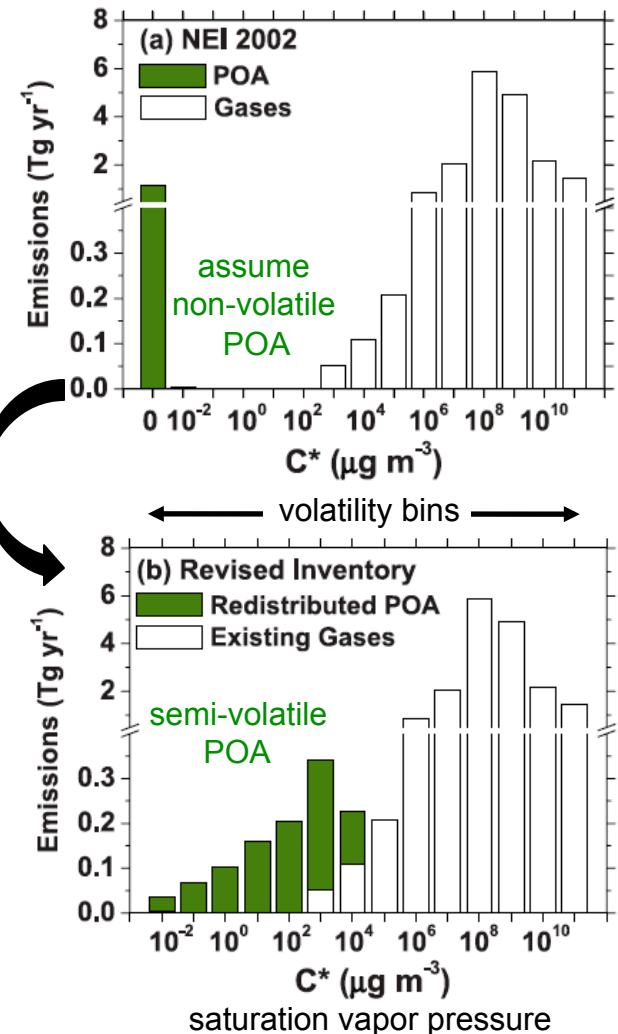 (a) NEI 2002
POA
Gases
Emissions (Tg yr⁻¹)
8
6
4
2
0.3
0.2
0.1
0.0
assume
non-volatile
POA
0 10⁻² 10⁰ 10² 10⁴ 10⁶ 10⁸ 10¹⁰
C* (μg m⁻³)
volatility bins
(b) Revised Inventory
Redistributed POA
Existing Gases
Emissions (Tg yr⁻¹)
8
6
4
2
0.3
0.2
0.1
0.0
semi-volatile
POA
10⁻² 10⁰ 10² 10⁴ 10⁶ 10⁸ 10¹⁰
C* (μg m⁻³)
saturation vapor pressure